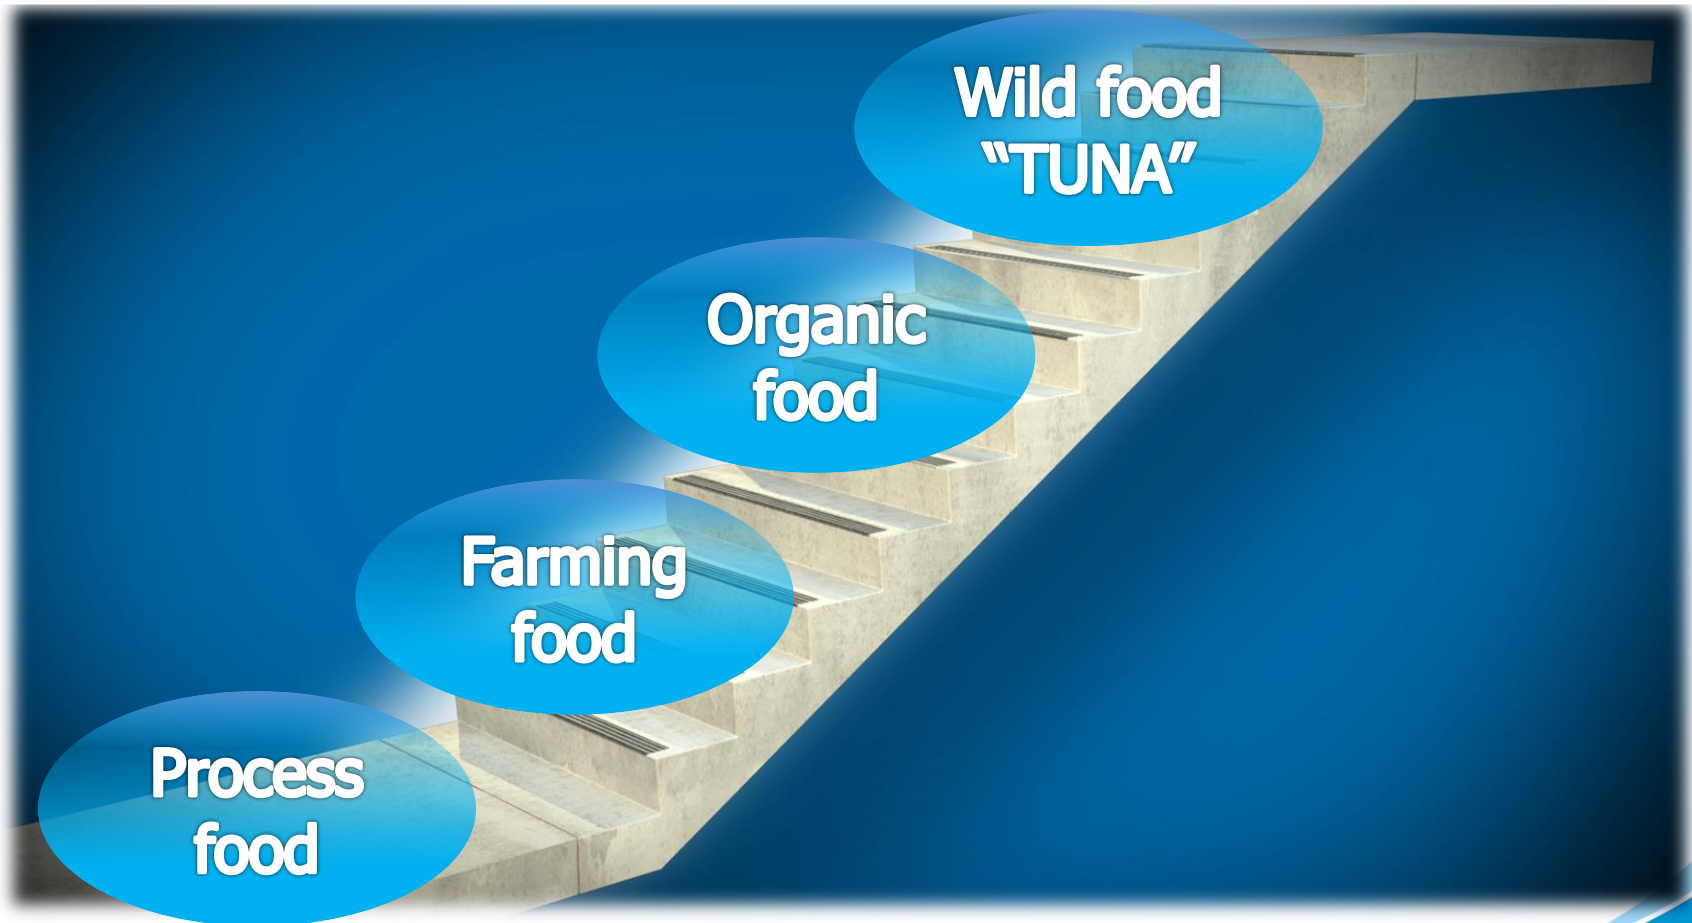 Wild food
“TUNA”
Organic
food
Farming
food
Process
food